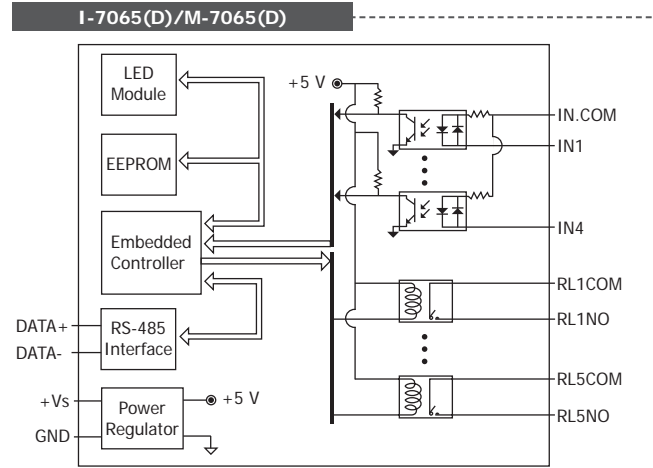 I-7065(D)/M-7065(D)
LED
Module
+5 V
IN.COM
IN1
EEPROM
IN4
Embedded
Controller
RL1COM
RL1NO
DATA+
DATA-
RS-485
Interface
RL5COM
RL5NO
+Vs
GND
Power
Regulator
+5 V